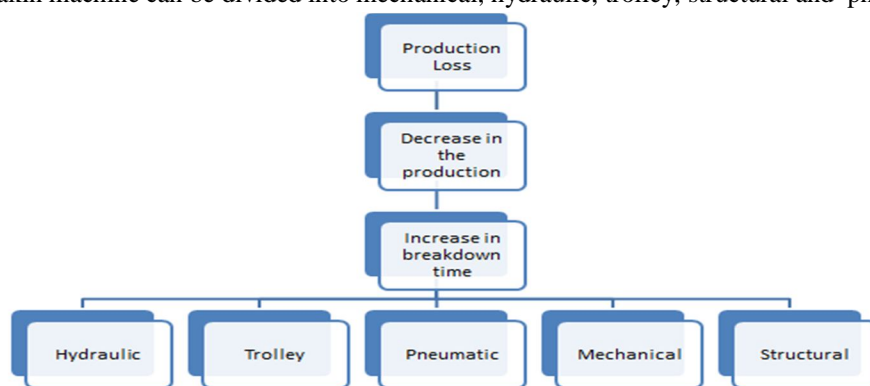 machine can be divided into mechanical, hydraulic, trolley, structural and
Production
Loss
Decrease in
the
production
Increase in
breakdown
time
Hydraulic
Trolley
Pneumatic
Mechanical
Structural